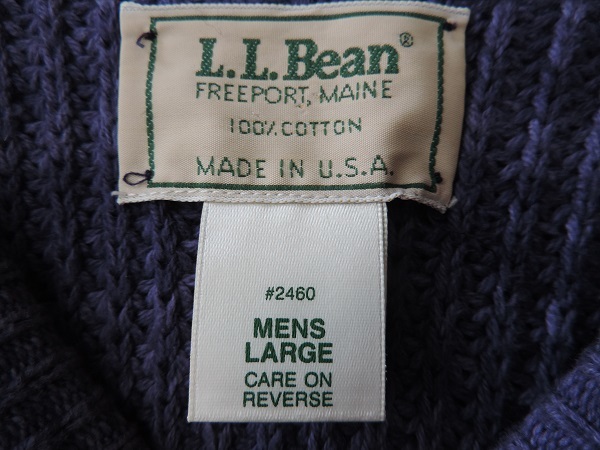 L.L.Bean®
FREEPORT, MAINE
100% COTTON
MADE IN U.S.A.
#2460
MENS
LARGE
CARE ON
REVERSE